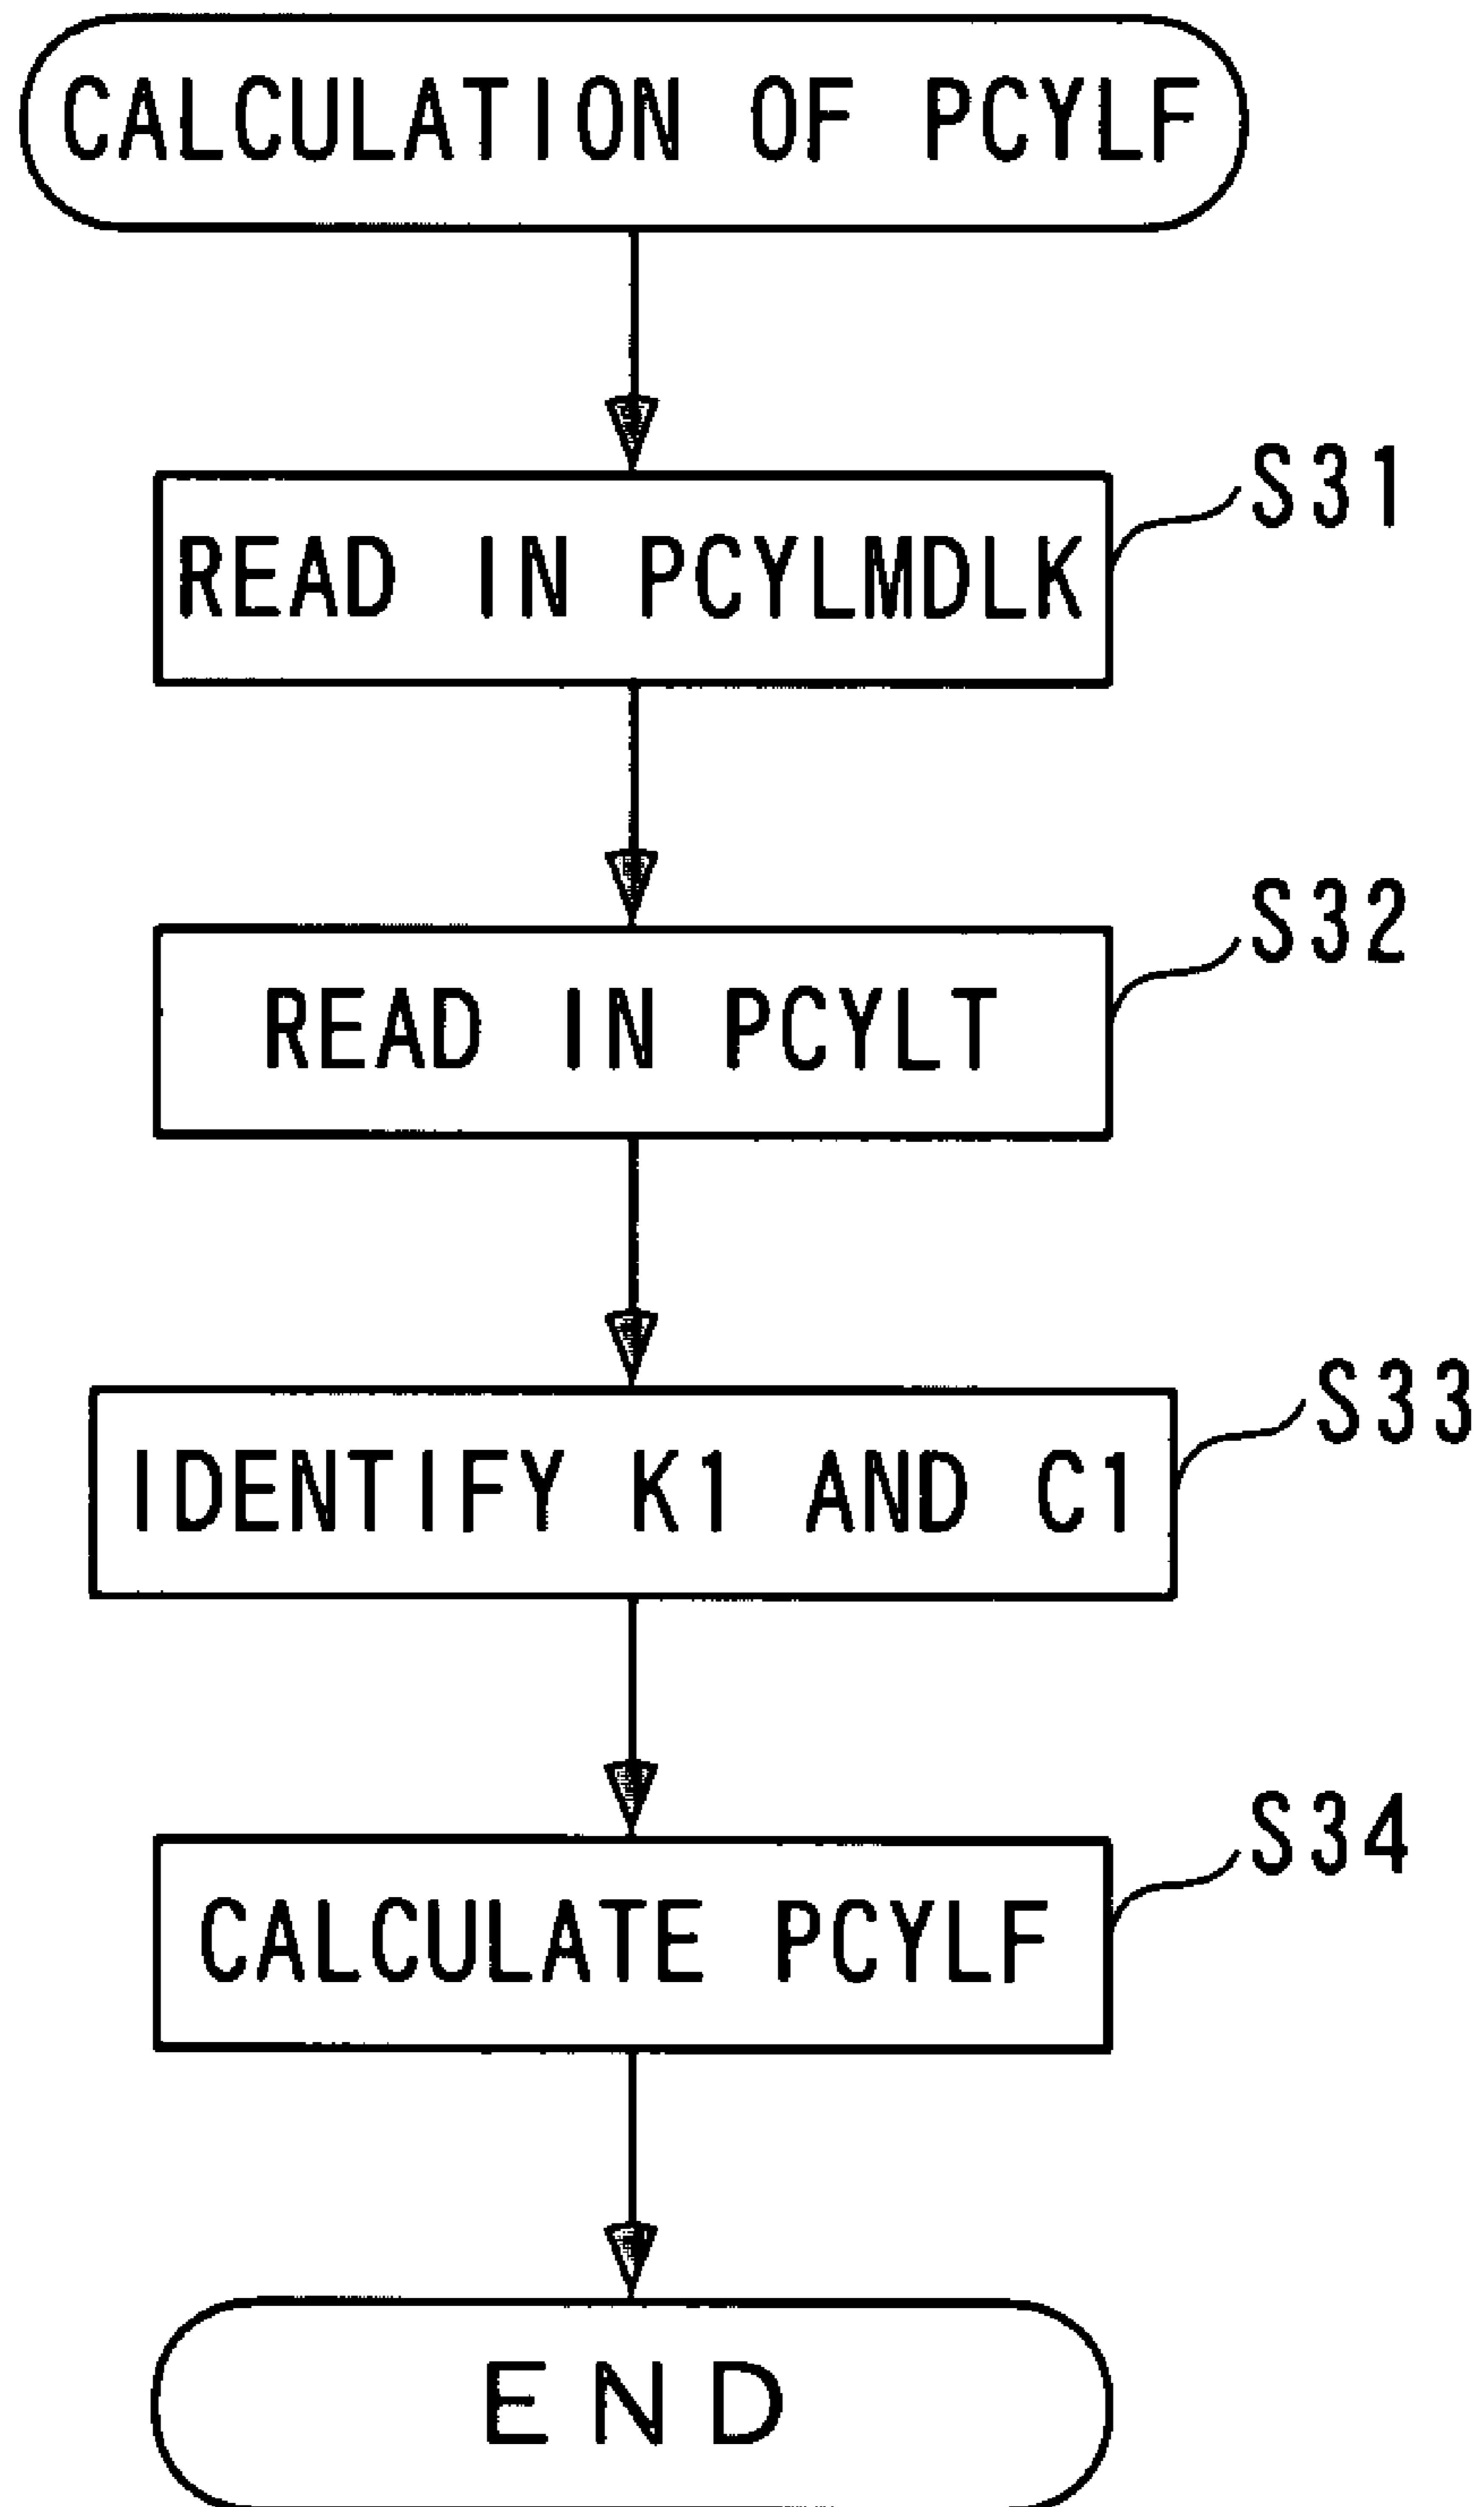 CALCULATION OF PCYLF
S31
READ IN PCYLMDLK
S32
READ IN PCYLT
S33
IDENTIFY K1 AND C1
S34
CALCULATE PCYLF
END